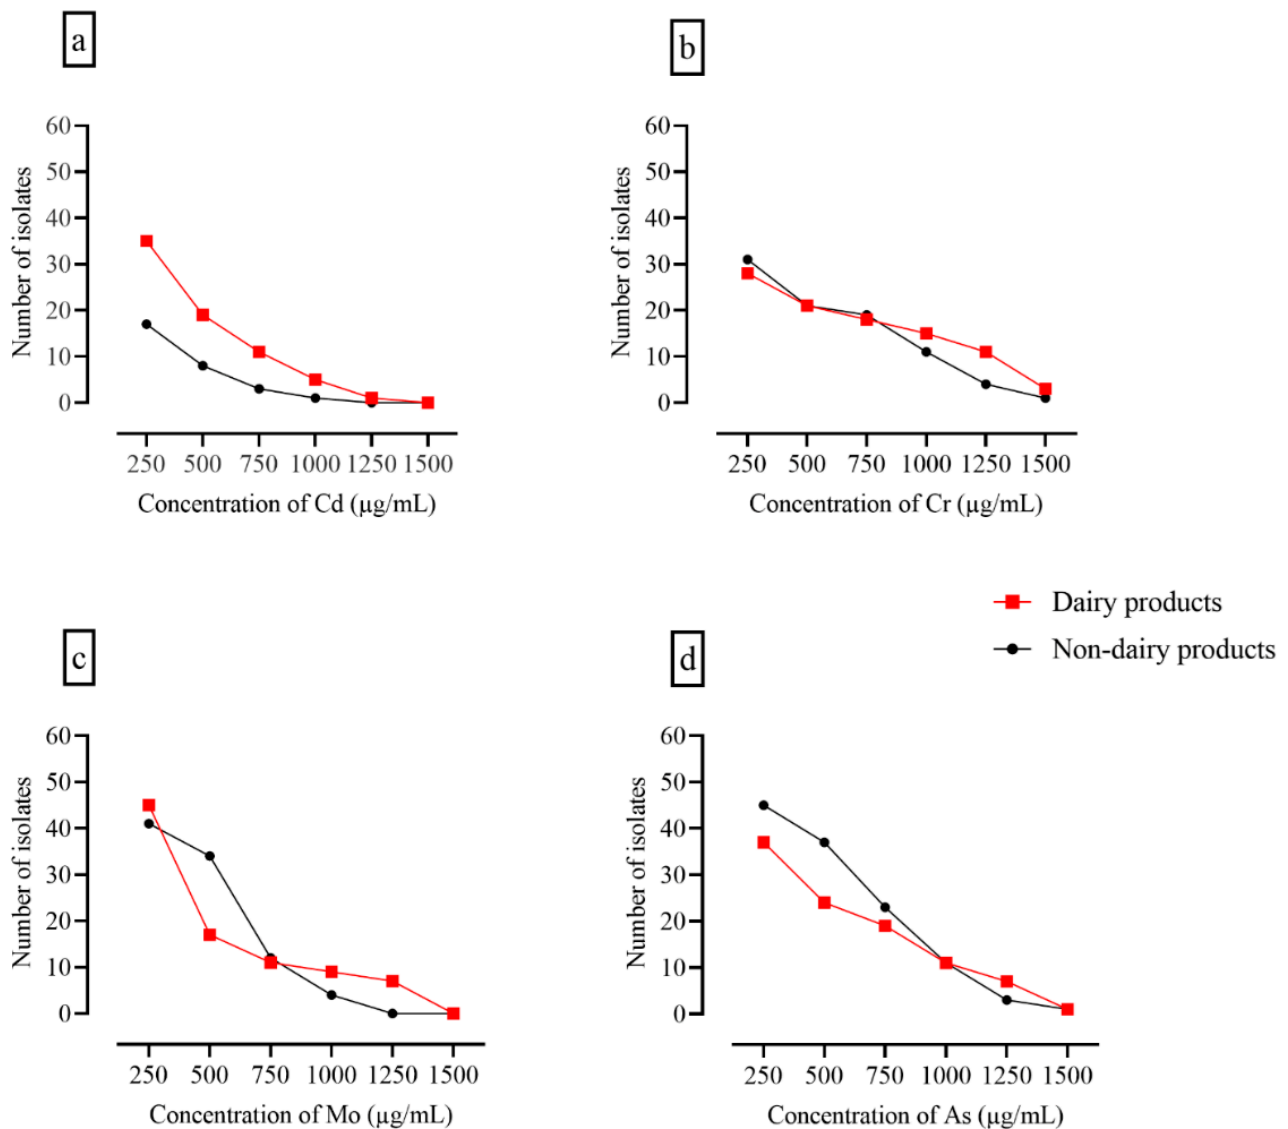 a
60
50
40
30
20
10
0
Number of isolates
250 500 750 1000 1250 1500
Concentration of Cd (µg/mL)
b
60
50
40
30
20
10
0
Number of isolates
250 500 750 1000 1250 1500
Concentration of Cr (µg/mL)
Dairy products
Non-dairy products
c
60
50
40
30
20
10
0
Number of isolates
250 500 750 1000 1250 1500
Concentration of Mo (µg/mL)
d
60
50
40
30
20
10
0
Number of isolates
250 500 750 1000 1250 1500
Concentration of As (µg/mL)